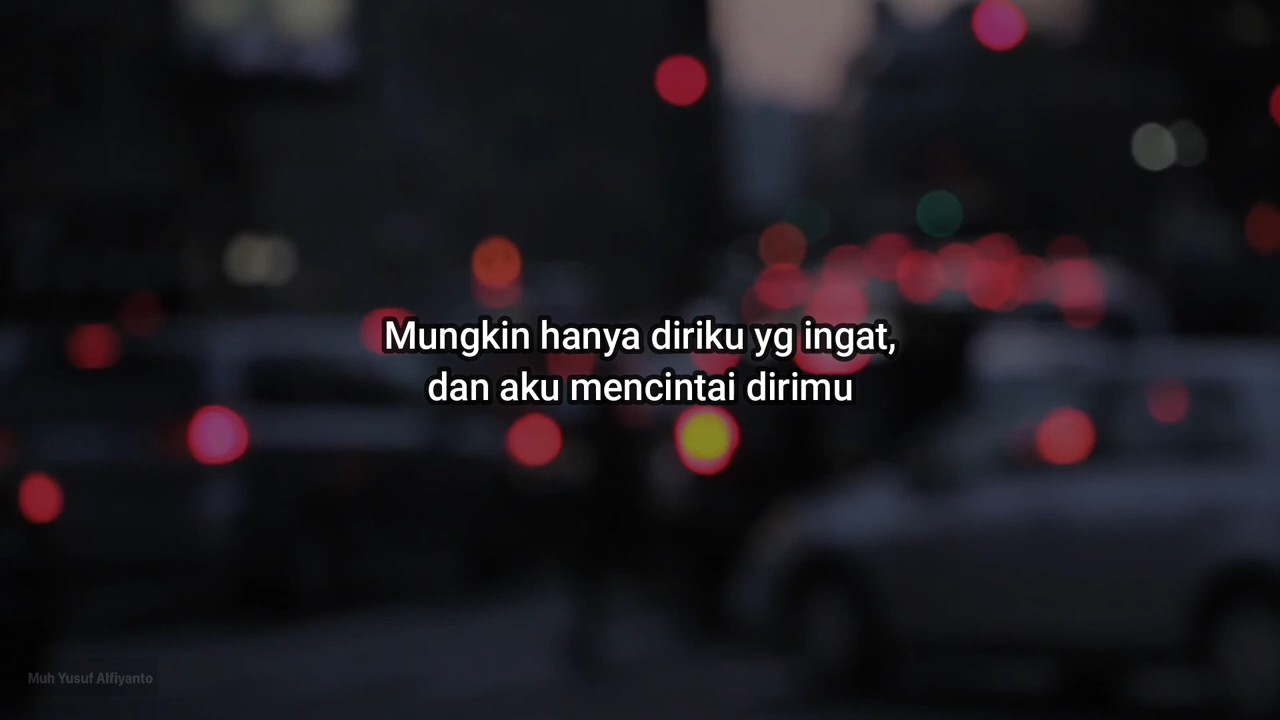 Mungkin hanya diriku yg ingat,
dan aku mencintai dirimu
Muh Yusuf Alfiyanto